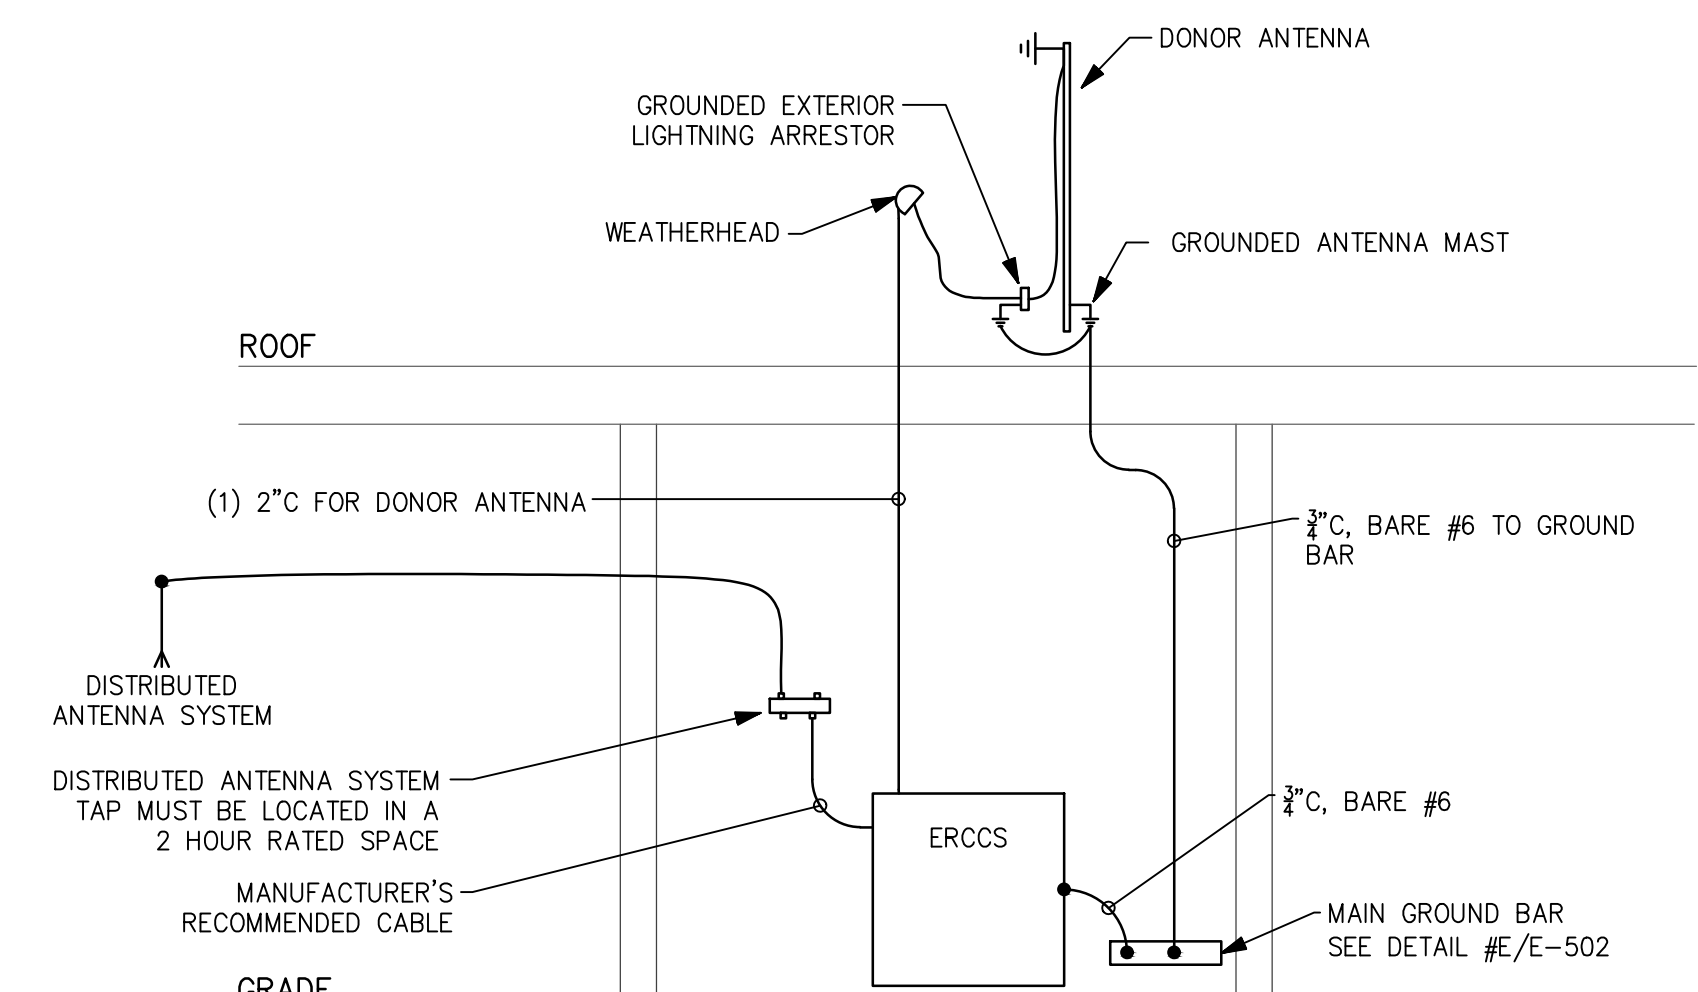 DONOR ANTENNA
GROUNDED EXTERIOR
LIGHTNING ARRESTOR
WEATHERHEAD
GROUNDED ANTENNA MAST
ROOF
(1) 2"C FOR DONOR ANTENNA
¾"C, BARE #6 TO GROUND
BAR
DISTRIBUTED
ANTENNA SYSTEM
DISTRIBUTED ANTENNA SYSTEM
TAP MUST BE LOCATED IN A
2 HOUR RATED SPACE
¾"C, BARE #6
ERCCS
MANUFACTURER'S
RECOMMENDED CABLE
MAIN GROUND BAR
SEE DETAIL #E/E-502
GRADE